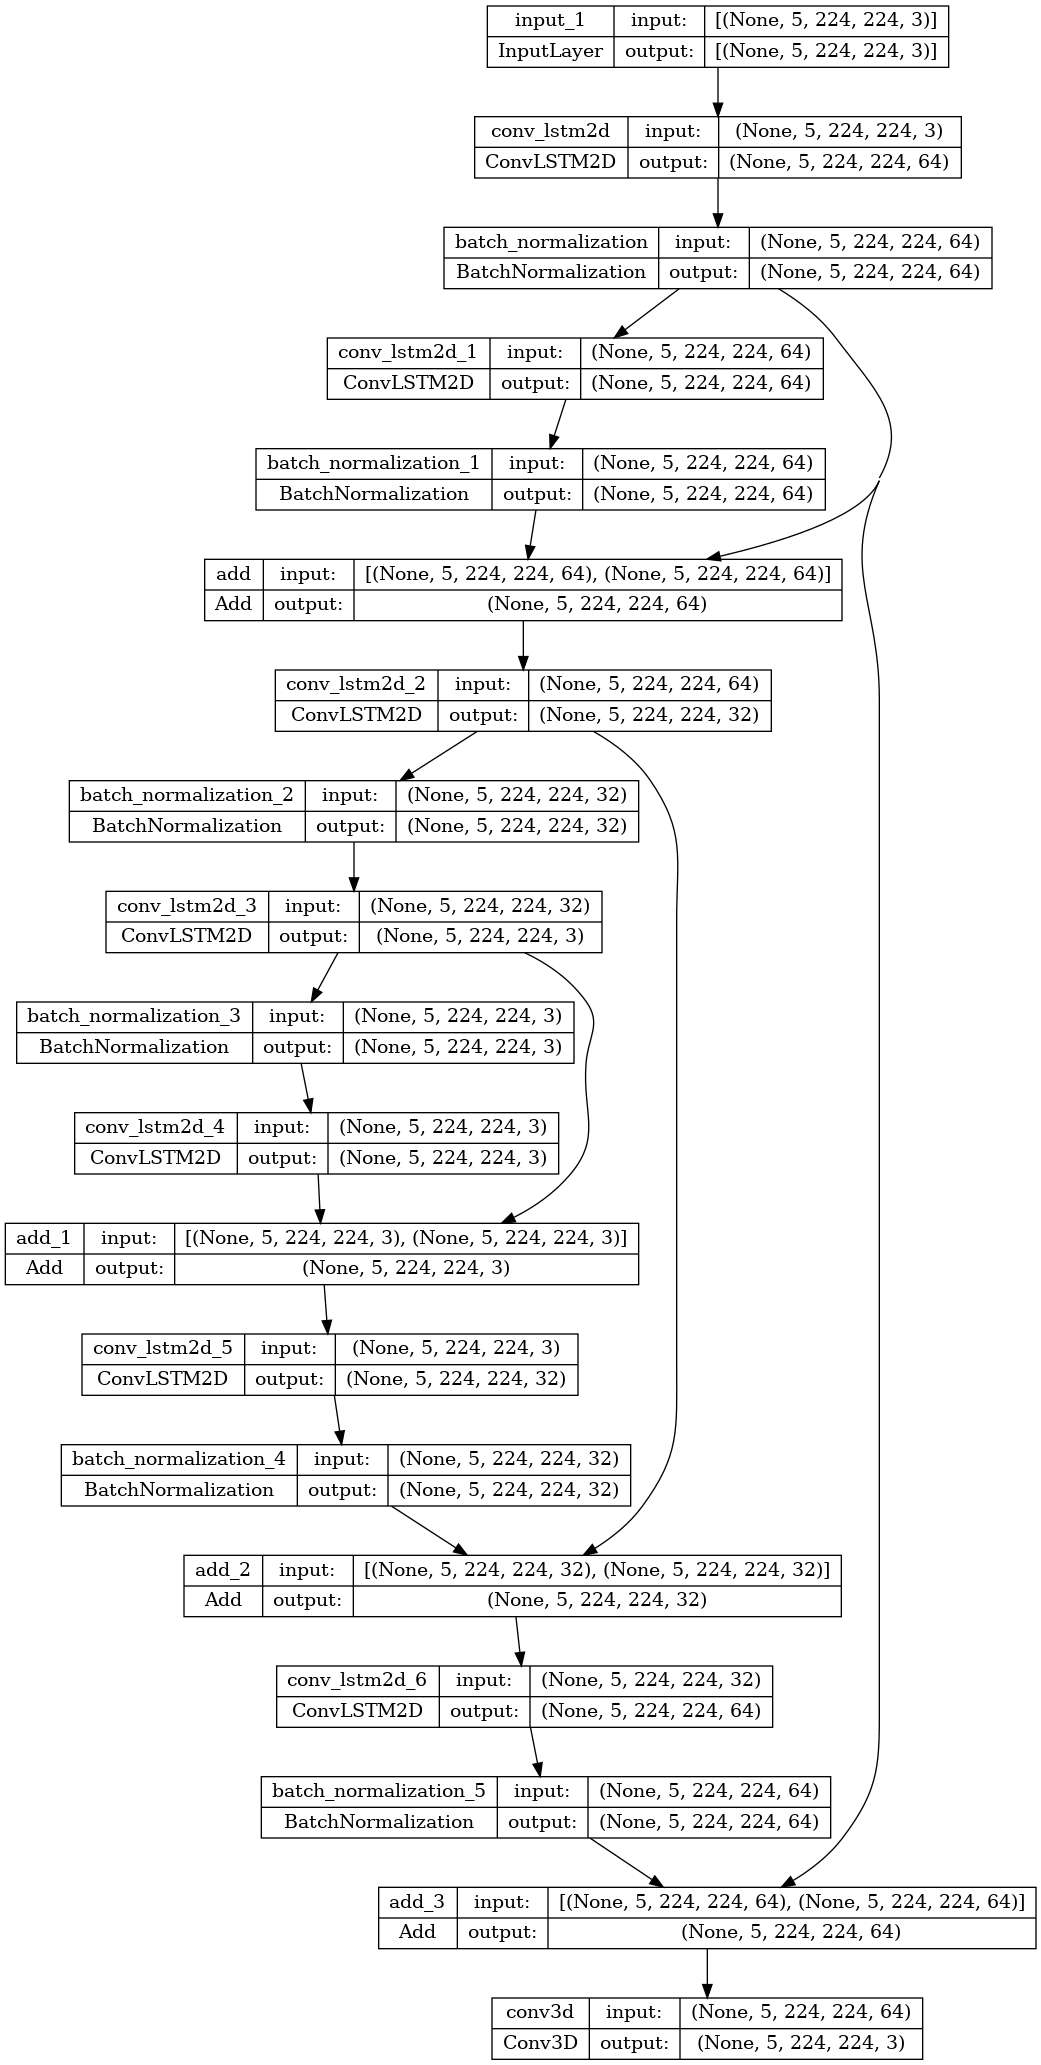 input_1 input: [(None, 5, 224, 224, 3)]
InputLayer output: [(None, 5, 224, 224, 3)]
conv_lstm2d input: (None, 5, 224, 224, 3)
ConvLSTM2D output: (None, 5, 224, 224, 64)
batch_normalization input: (None, 5, 224, 224, 64)
BatchNormalization output: (None, 5, 224, 224, 64)
conv_lstm2d_1 input: (None, 5, 224, 224, 64)
ConvLSTM2D output: (None, 5, 224, 224, 64)
batch_normalization_1 input: (None, 5, 224, 224, 64)
BatchNormalization output: (None, 5, 224, 224, 64)
add input: [(None, 5, 224, 224, 64), (None, 5, 224, 224, 64)]
Add output: (None, 5, 224, 224, 64)
conv_lstm2d_2 input: (None, 5, 224, 224, 64)
ConvLSTM2D output: (None, 5, 224, 224, 32)
batch_normalization_2 input: (None, 5, 224, 224, 32)
BatchNormalization output: (None, 5, 224, 224, 32)
conv_lstm2d_3 input: (None, 5, 224, 224, 32)
ConvLSTM2D output: (None, 5, 224, 224, 3)
batch_normalization_3 input: (None, 5, 224, 224, 3)
BatchNormalization output: (None, 5, 224, 224, 3)
conv_lstm2d_4 input: (None, 5, 224, 224, 3)
ConvLSTM2D output: (None, 5, 224, 224, 3)
add_1 input: [(None, 5, 224, 224, 3), (None, 5, 224, 224, 3)]
Add output: (None, 5, 224, 224, 3)
conv_lstm2d_5 input: (None, 5, 224, 224, 3)
ConvLSTM2D output: (None, 5, 224, 224, 32)
batch_normalization_4 input: (None, 5, 224, 224, 32)
BatchNormalization output: (None, 5, 224, 224, 32)
add_2 input: [(None, 5, 224, 224, 32), (None, 5, 224, 224, 32)]
Add output: (None, 5, 224, 224, 32)
conv_lstm2d_6 input: (None, 5, 224, 224, 32)
ConvLSTM2D output: (None, 5, 224, 224, 64)
batch_normalization_5 input: (None, 5, 224, 224, 64)
BatchNormalization output: (None, 5, 224, 224, 64)
add_3 input: [(None, 5, 224, 224, 64), (None, 5, 224, 224, 64)]
Add output: (None, 5, 224, 224, 64)
conv3d input: (None, 5, 224, 224, 64)
Conv3D output: (None, 5, 224, 224, 3)